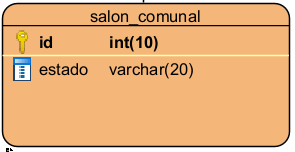 salon_comunal
id int(10)
estado varchar(20)